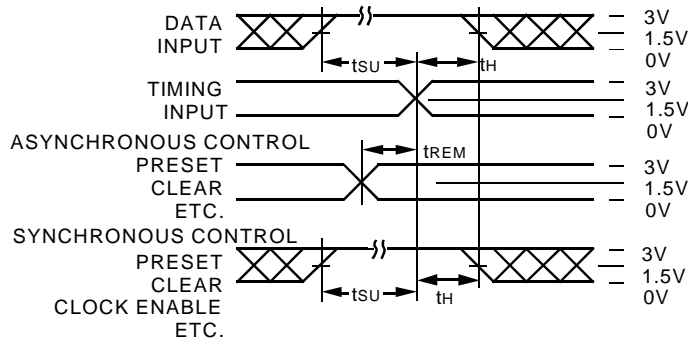 DATA
INPUT
tSU
tH
3V
1.5V
0V
TIMING
INPUT
3V
1.5V
0V
ASYNCHRONOUS CONTROL
PRESET
CLEAR
ETC.
tREM
3V
1.5V
0V
SYNCHRONOUS CONTROL
PRESET
CLEAR
CLOCK ENABLE
ETC.
tSU
tH
3V
1.5V
0V